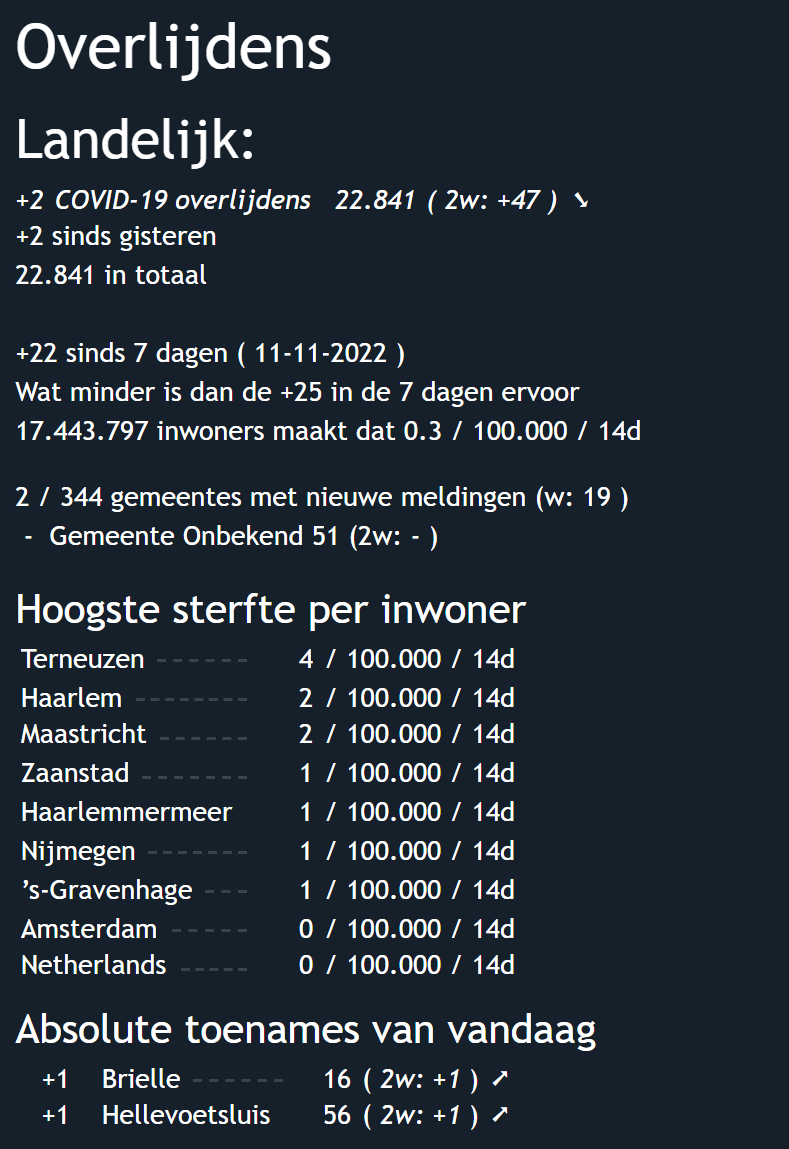 Overlijdens
Landelijk:
+2 COVID-19 overlijdens 22.841 ( 2w: +47 ) ➘
+2 sinds gisteren
22.841 in totaal
+22 sinds 7 dagen ( 11-11-2022 )
Wat minder is dan de +25 in de 7 dagen ervoor
17.443.797 inwoners maakt dat 0.3 / 100.000 / 14d
2 / 344 gemeentes met nieuwe meldingen (w: 19 )
- Gemeente Onbekend 51 (2w: - )
Hoogste sterfte per inwoner
Terneuzen ------ 4 / 100.000 / 14d
Haarlem -------- 2 / 100.000 / 14d
Maastricht ------ 2 / 100.000 / 14d
Zaanstad ------- 1 / 100.000 / 14d
Haarlemmermeer 1 / 100.000 / 14d
Nijmegen ------- 1 / 100.000 / 14d
’s-Gravenhage --- 1 / 100.000 / 14d
Amsterdam ----- 0 / 100.000 / 14d
Netherlands ----- 0 / 100.000 / 14d
Absolute toenames van vandaag
+1 Brielle ------ 16 ( 2w: +1 ) ➚
+1 Hellevoetsluis 56 ( 2w: +1 ) ➚